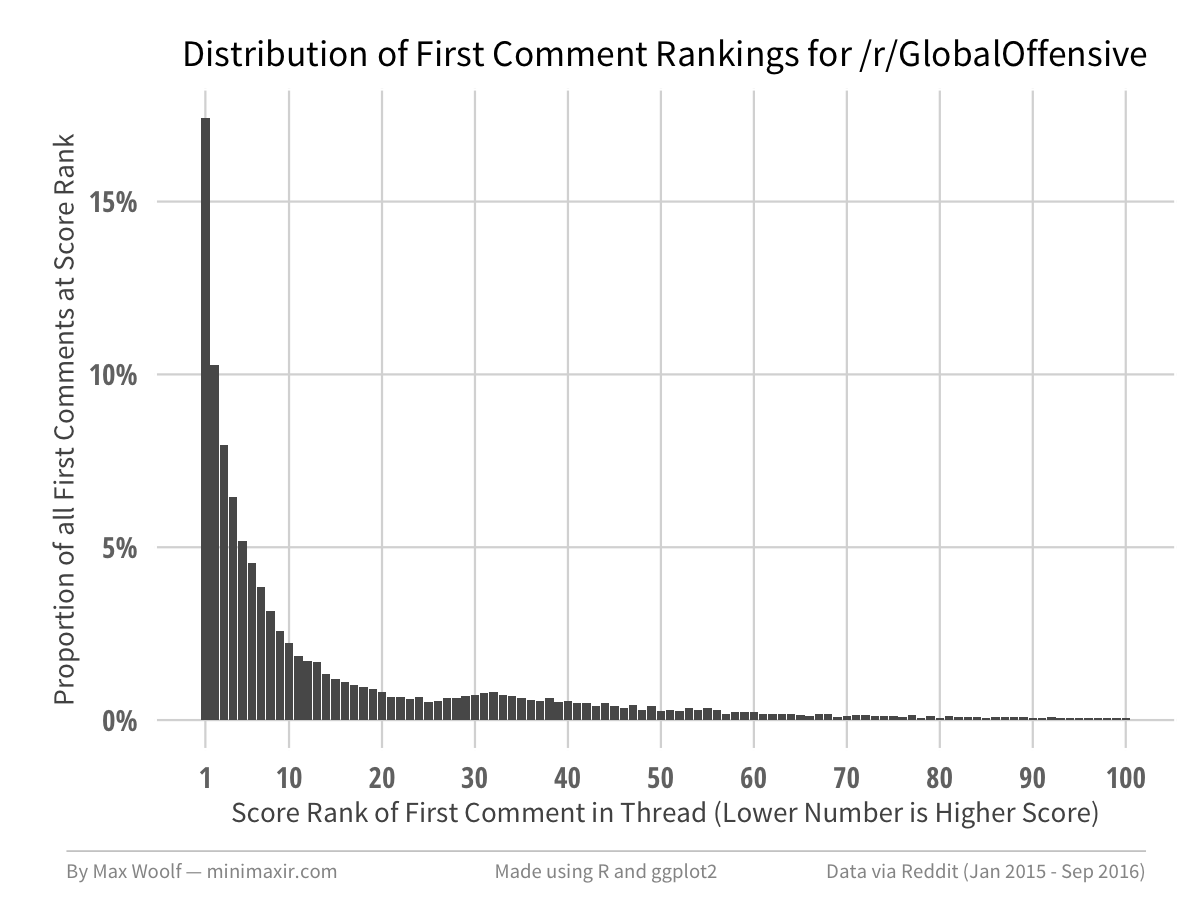 Distribution of First Comment Rankings for /r/GlobalOffensive
Proportion of all First Comments at Score Rank
15%
10%
5%
0%
1 10 20 30 40 50 60 70 80 90 100
Score Rank of First Comment in Thread (Lower Number is Higher Score)
By Max Woolf — minimaxir.com Made using R and ggplot2 Data via Reddit (Jan 2015 - Sep 2016)